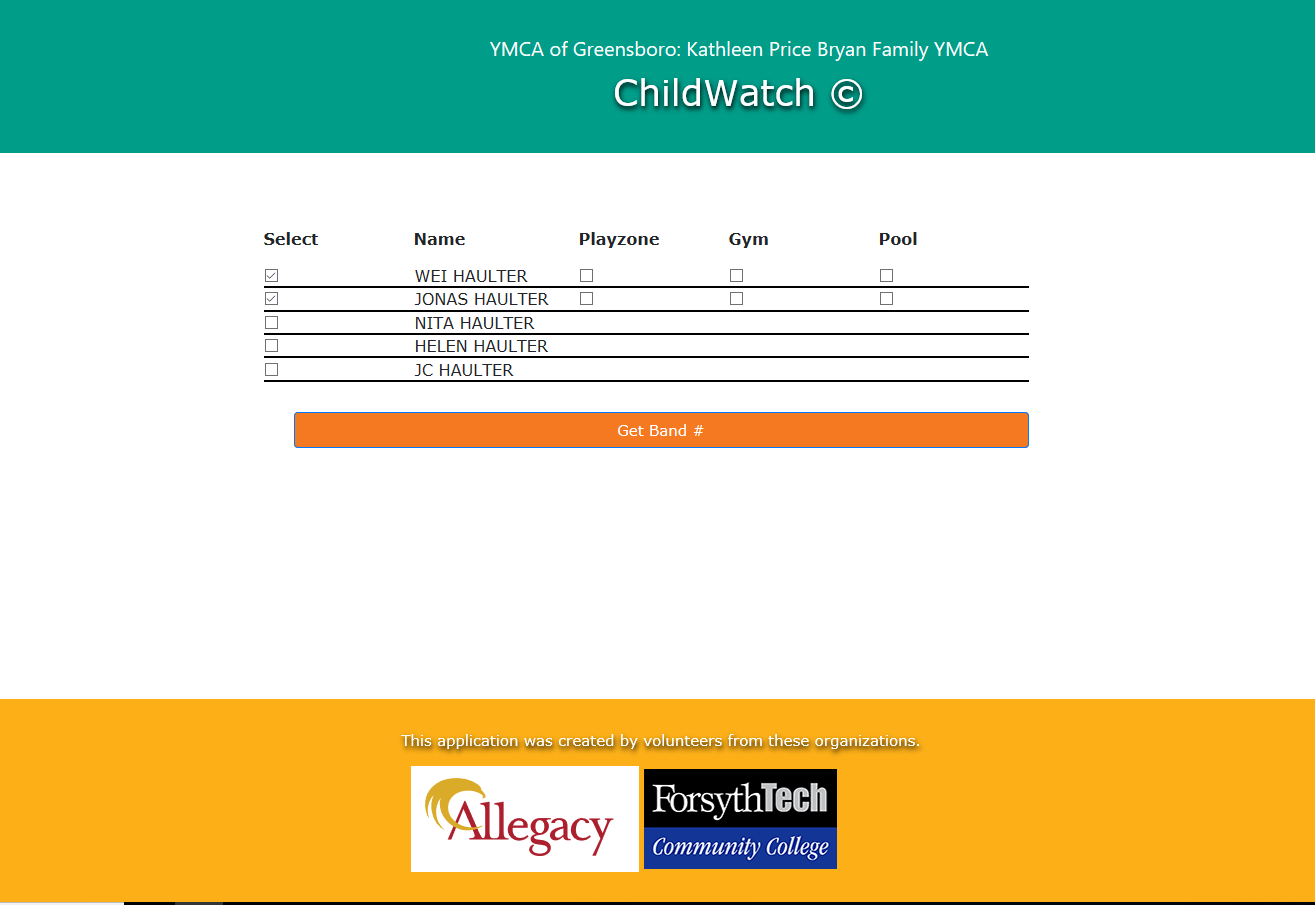 YMCA of Greensboro: Kathleen Price Bryan Family YMCA
ChildWatch ©
Select Name Playzone Gym Pool
WEI HAULTER
JONAS HAULTER
NITA HAULTER
HELEN HAULTER
JC HAULTER
Get Band #
This application was created by volunteers from these organizations.
Allegacy
ForsythTech
Community College